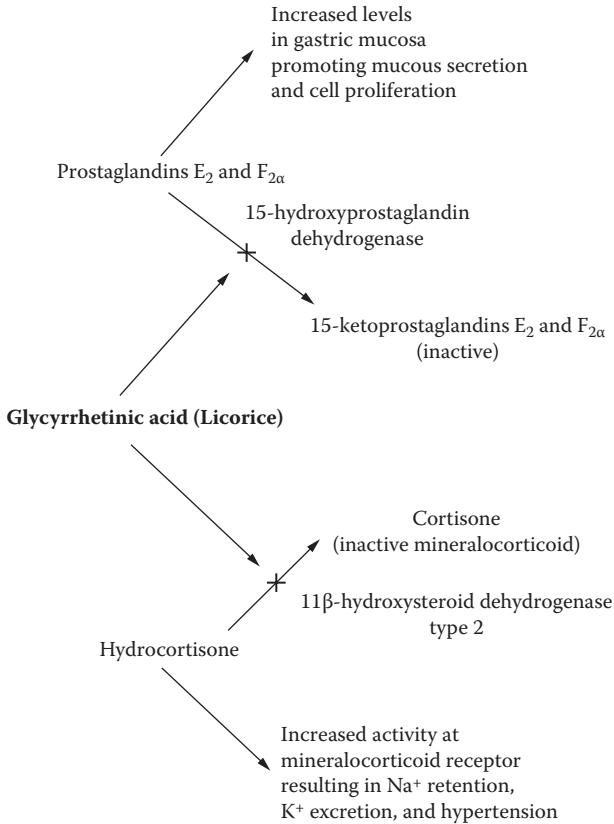 Increased levels
in gastric mucosa
promoting mucous secretion
and cell proliferation
Prostaglandins E₂ and F₂α
15-hydroxyprostaglandin
dehydrogenase
15-ketoprostaglandins E₂ and F₂α
(inactive)
Glycyrrhetinic acid (Licorice)
Cortisone
(inactive mineralocorticoid)
11β-hydroxysteroid dehydrogenase
type 2
Hydrocortisone
Increased activity at
mineralocorticoid receptor
resulting in Na⁺ retention,
K⁺ excretion, and hypertension